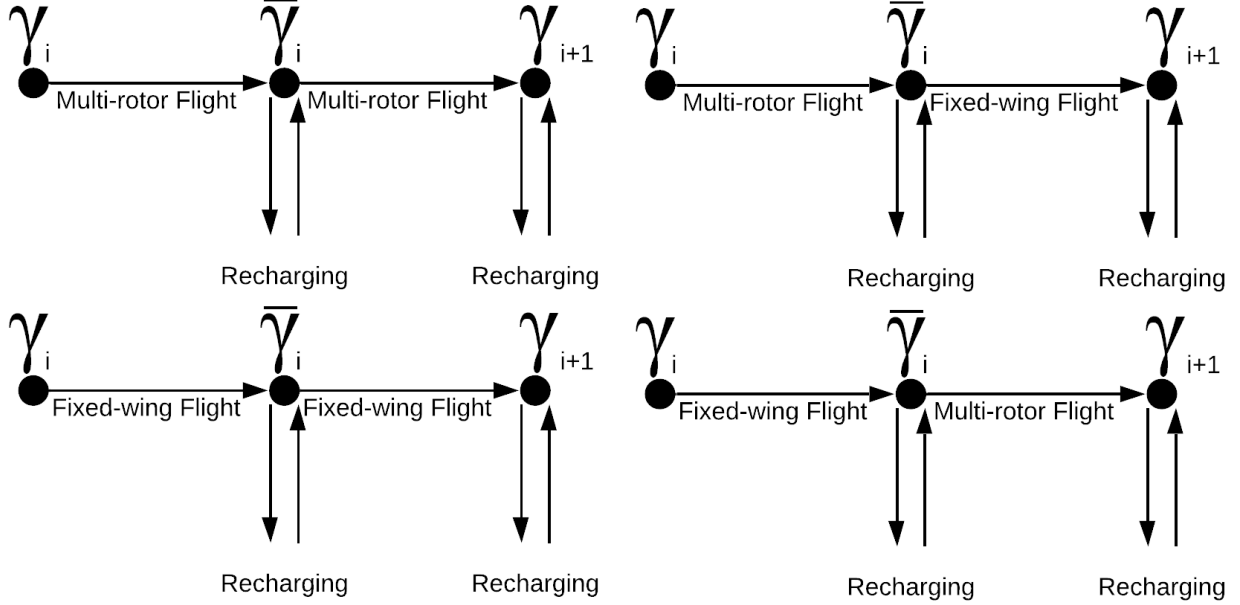 γi γ̅i γi+1
Multi-rotor Flight Multi-rotor Flight
Recharging Recharging
γi γ̅i γi+1
Multi-rotor Flight Fixed-wing Flight
Recharging Recharging
γi γ̅i γi+1
Fixed-wing Flight Fixed-wing Flight
Recharging Recharging
γi γ̅i γi+1
Fixed-wing Flight Multi-rotor Flight
Recharging Recharging